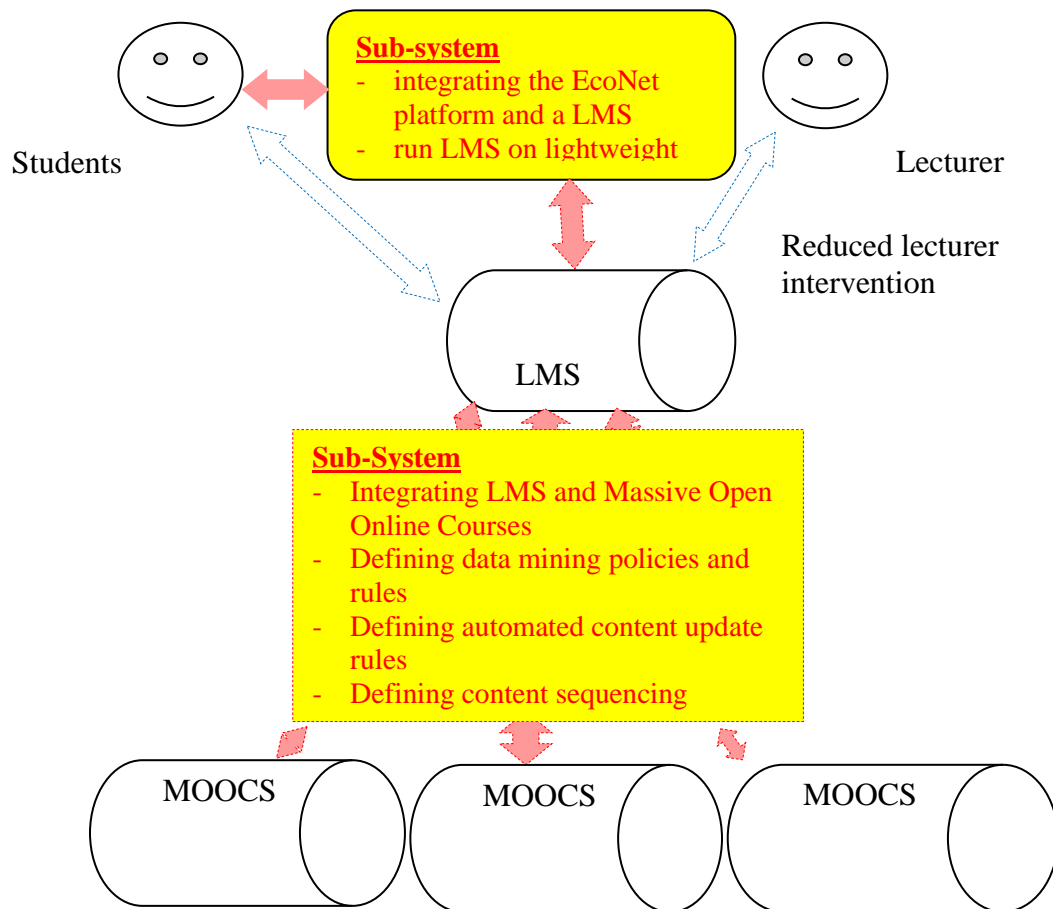 Sub-system
- integrating the EcoNet
platform and a LMS
- run LMS on lightweight
Students
Lecturer
Reduced lecturer
intervention
LMS
Sub-System
- Integrating LMS and Massive Open
Online Courses
- Defining data mining policies and
rules
- Defining automated content update
rules
- Defining content sequencing
MOOCS
MOOCS
MOOCS